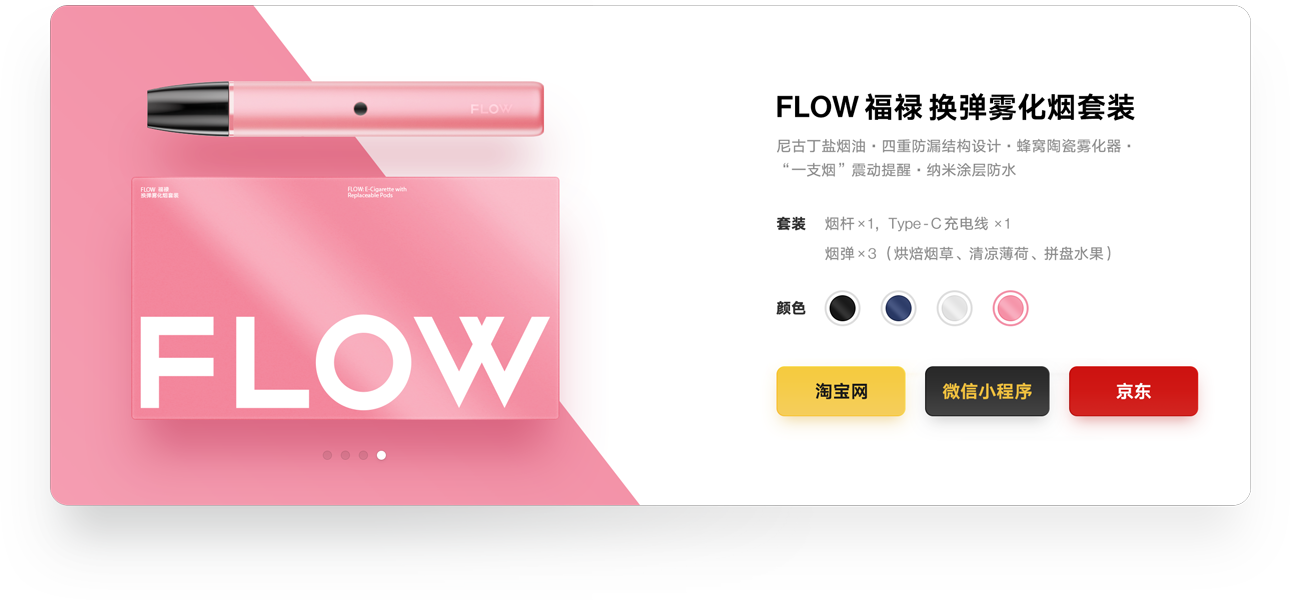 FLOW
FLOW 福禄
换弹雾化烟套装
FLOW: E-Cigarette with
Replaceable Pods
FLOW
FLOW 福禄 换弹雾化烟套装
尼古丁盐烟油・四重防漏结构设计・蜂窝陶瓷雾化器・
“一支烟”震动提醒・纳米涂层防水
套装 烟杆×1, Type-C充电线 ×1
烟弹×3（烘焙烟草、清凉薄荷、拼盘水果）
颜色
淘宝网 微信小程序 京东